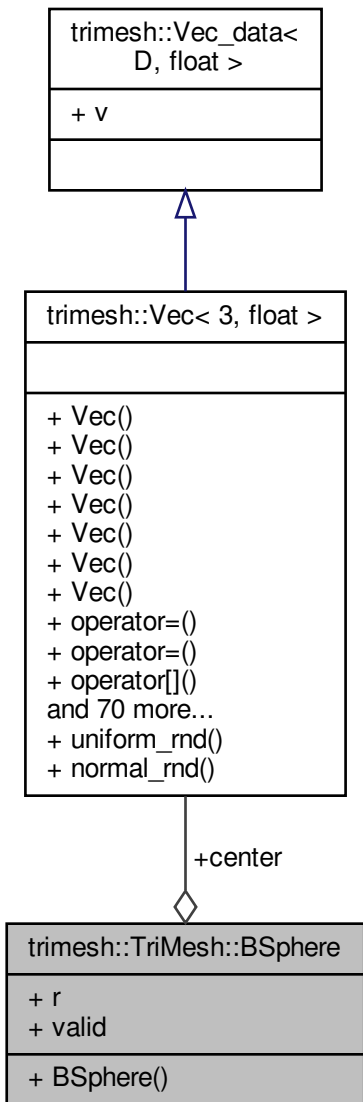 trimesh::Vec_data<
D, float >
+ v
trimesh::Vec< 3, float >
+ Vec()
+ Vec()
+ Vec()
+ Vec()
+ Vec()
+ Vec()
+ Vec()
+ operator=()
+ operator=()
+ operator[]()
and 70 more...
+ uniform_rnd()
+ normal_rnd()
+center
trimesh::TriMesh::BSphere
+ r
+ valid
+ BSphere()